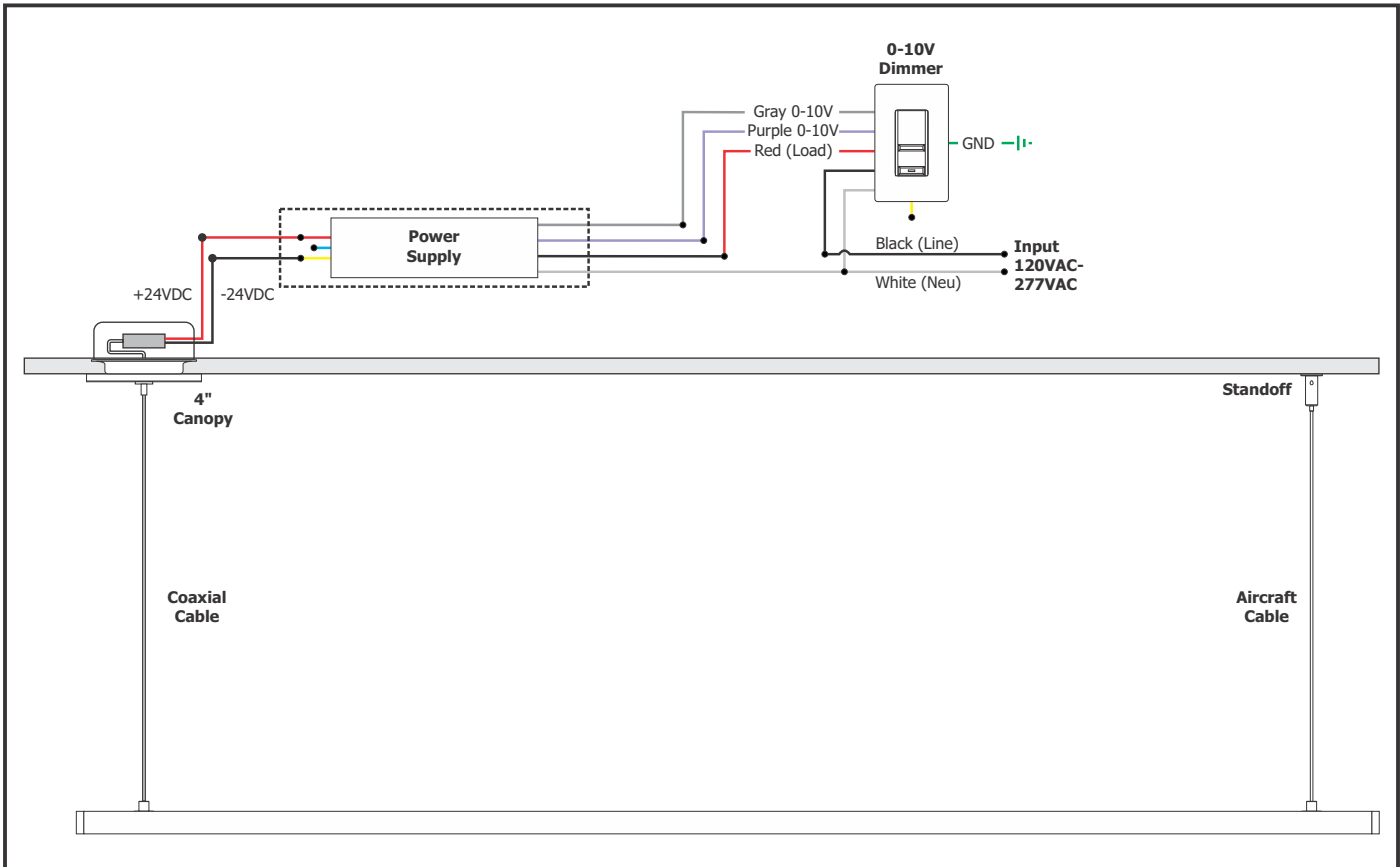 0-10V
Dimmer
Gray 0-10V
Purple 0-10V
Red (Load)
GND
Power
Supply
Black (Line)
White (Neu)
Input
120VAC-
277VAC
+24VDC
-24VDC
4"
Canopy
Standoff
Coaxial
Cable
Aircraft
Cable